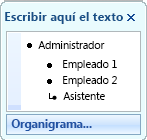 Escribir aquí el texto ×
• Administrador
• Empleado 1
• Empleado 2
↳ Asistente
Organigrama...